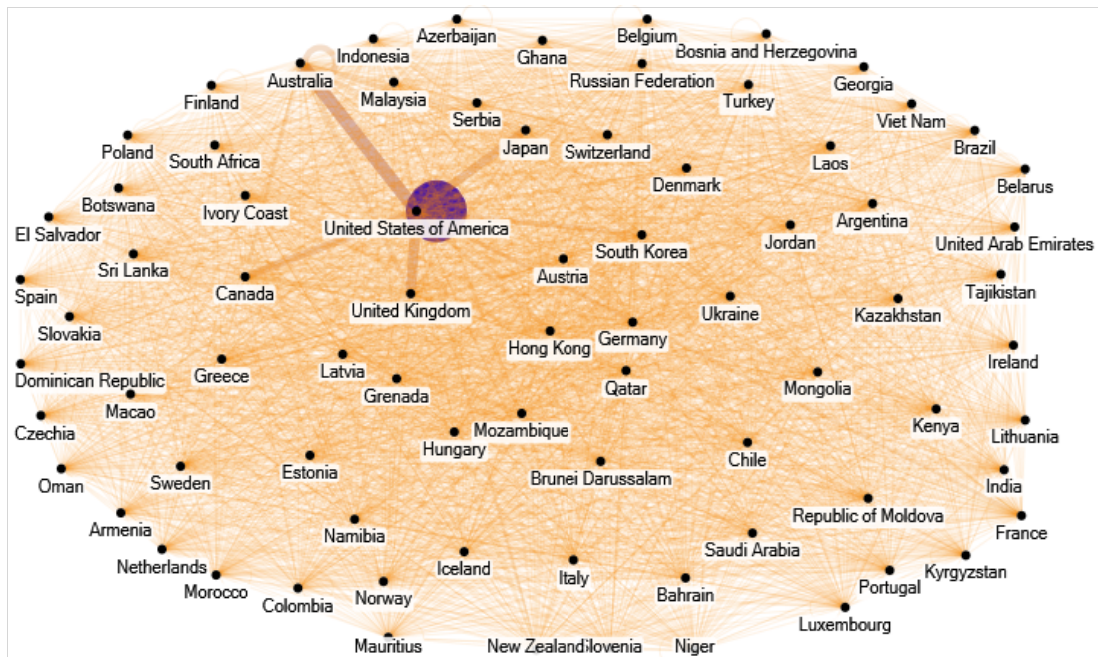 Azerbaijan
Belgium
Indonesia
Ghana
Bosnia and Herzegovina
Australia
Russian Federation
Georgia
Finland
Malaysia
Turkey
Serbia
Viet Nam
Poland
South Africa
Japan
Switzerland
Laos
Brazil
Denmark
Belarus
Botswana
Ivory Coast
Argentina
El Salvador
United States of America
South Korea
Jordan
United Arab Emirates
Sri Lanka
Austria
Spain
Canada
United Kingdom
Ukraine
Kazakhstan
Tajikistan
Slovakia
Hong Kong
Germany
Ireland
Dominican Republic
Greece
Latvia
Grenada
Qatar
Mongolia
Macao
Czechia
Hungary
Mozambique
Kenya
Lithuania
Oman
Sweden
Estonia
Brunei Darussalam
Chile
India
Armenia
Namibia
Republic of Moldova
France
Netherlands
Iceland
Italy
Saudi Arabia
Kyrgyzstan
Morocco
Colombia
Norway
Bahrain
Portugal
Luxembourg
Mauritius
New Zealand
lovenia
Niger